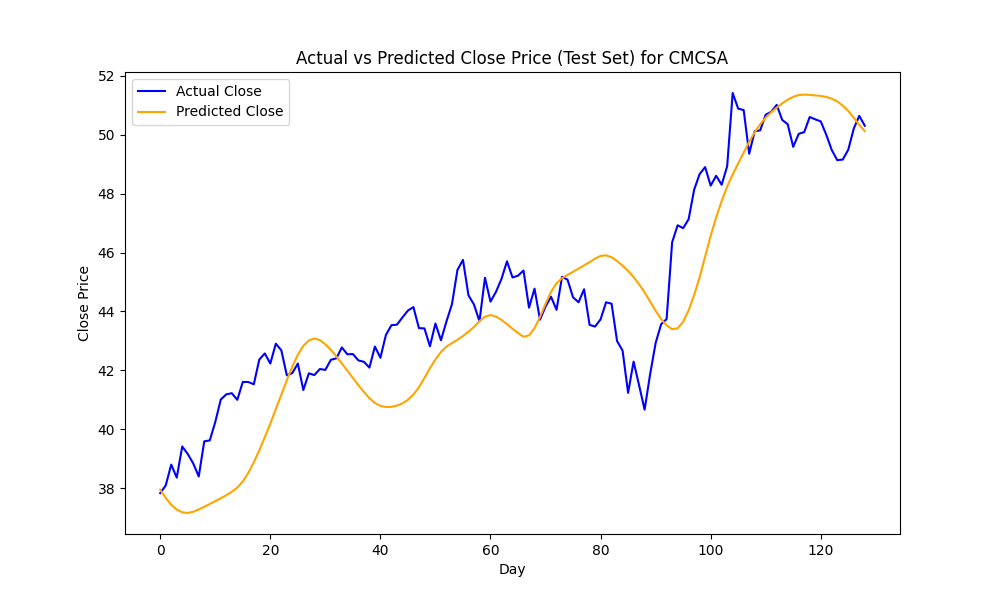 Actual vs Predicted Close Price (Test Set) for CMCSA
Actual Close
Predicted Close
Close Price
52
50
48
46
44
42
40
38
0 20 40 60 80 100 120
Day